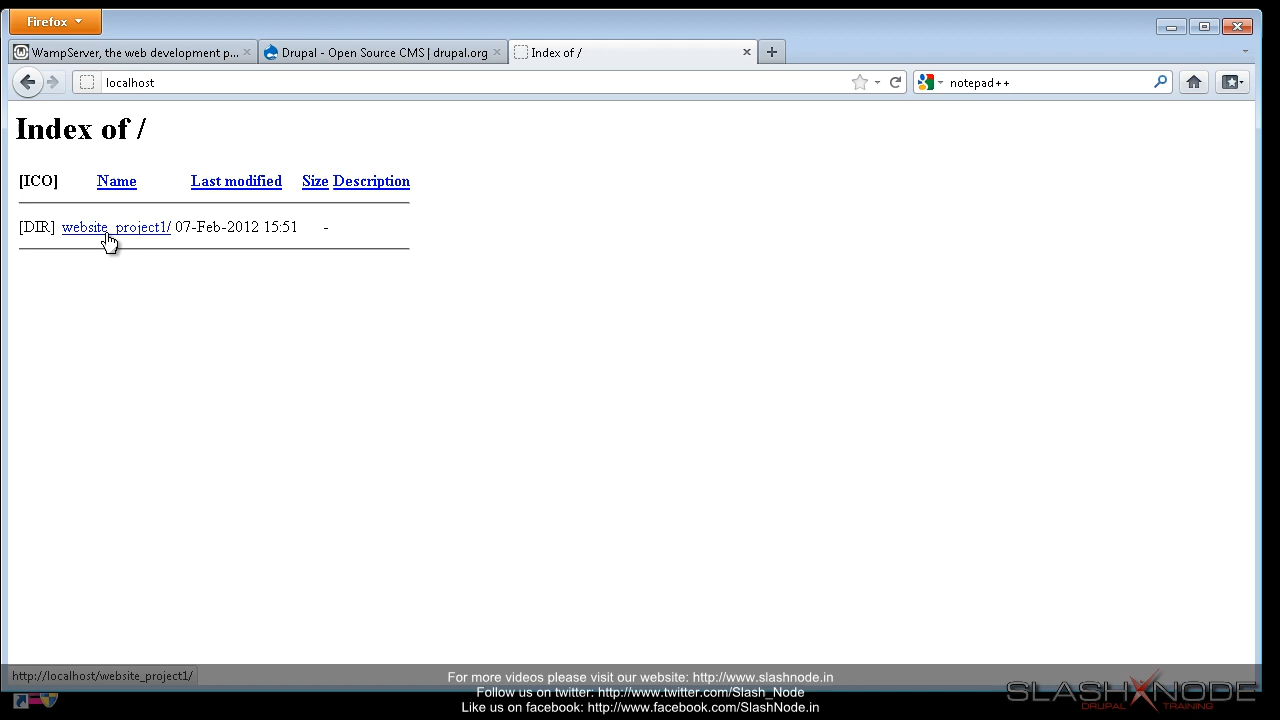 Firefox
WampServer, the web development p...
Drupal - Open Source CMS | drupal.org
Index of /
localhost
notepad++
Index of /
[ICO] Name Last modified Size Description
[DIR] website_project1/ 07-Feb-2012 15:51 -
http://localhost/website_project1/
For more videos please visit our website: http://www.slashnode.in
Follow us on twitter: http://www.twitter.com/Slash_Node
Like us on facebook: http://www.facebook.com/SlashNode.in
SLASH NODE
DRUPAL TRAINING